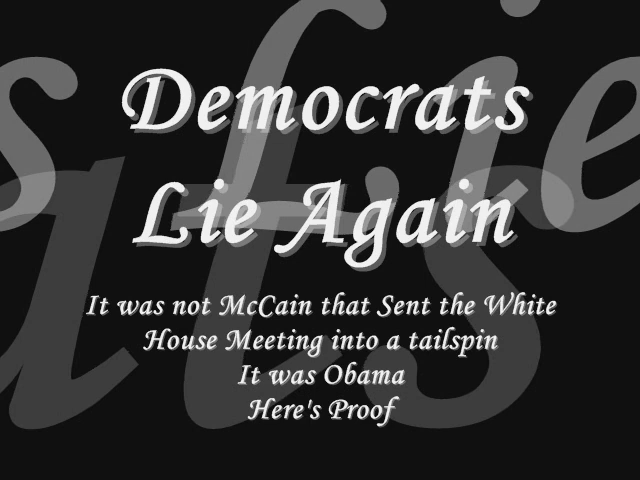 Democrats
Lie Again
It was not McCain that Sent the White
House Meeting into a tailspin
It was Obama
Here's Proof